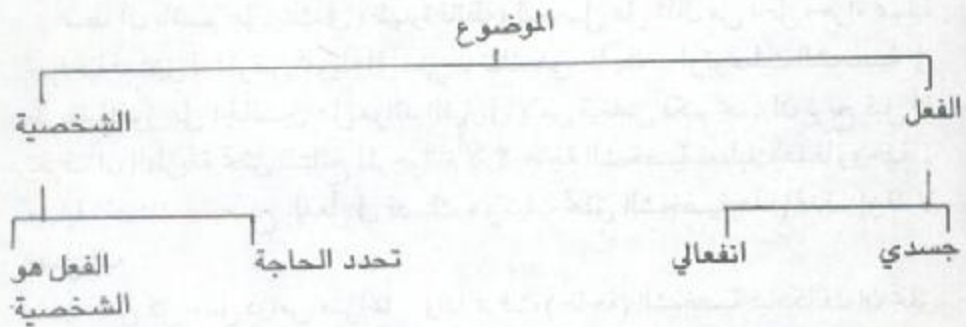 الموضوع
الفعل
الشخصية
جسدي
انفعالي
تحدد الحاجة
الفعل هو
الشخصية